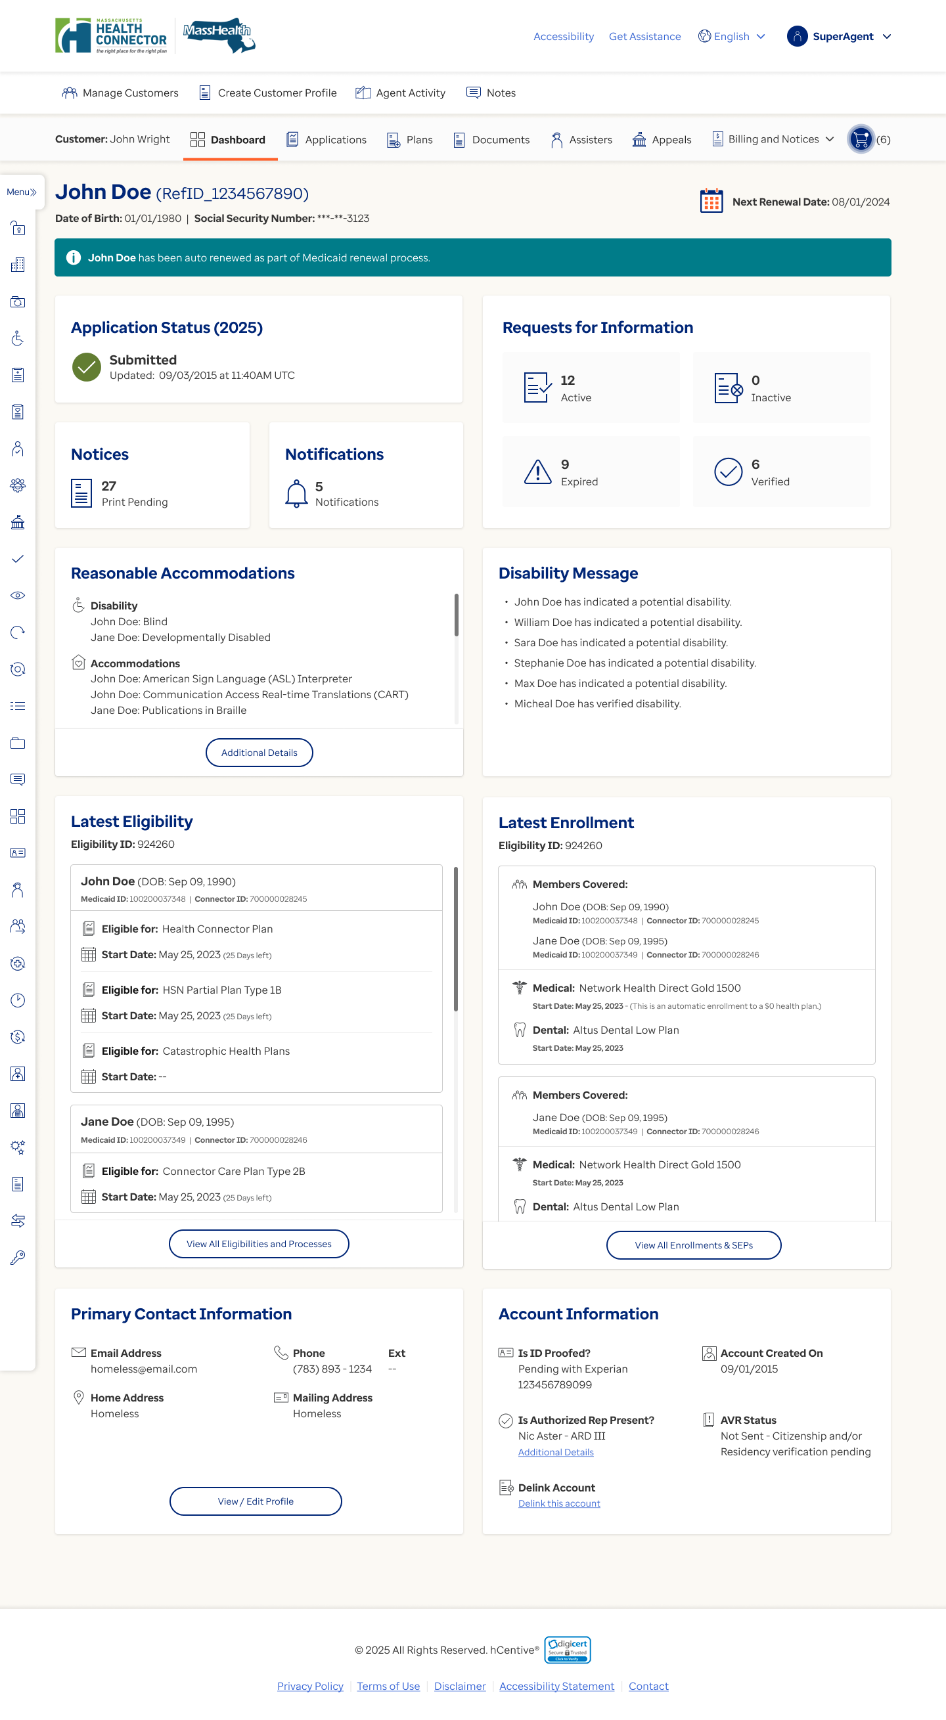 MASSACHUSETTS
HEALTH
CONNECTOR
the right place for the right plan
MassHealth
Accessibility
Get Assistance
English
SuperAgent
Manage Customers
Create Customer Profile
Agent Activity
Notes
Customer: John Wright
Dashboard
Applications
Plans
Documents
Assisters
Appeals
Billing and Notices
(6)
Menu»
John Doe (RefID_1234567890)
Date of Birth: 01/01/1980 | Social Security Number: ***-**-3123
Next Renewal Date: 08/01/2024
John Doe has been auto renewed as part of Medicaid renewal process.
Application Status (2025)
Submitted
Updated: 09/03/2015 at 11:40AM UTC
Requests for Information
12
Active
0
Inactive
9
Expired
6
Verified
Notices
27
Print Pending
Notifications
5
Notifications
Reasonable Accommodations
Disability
John Doe: Blind
Jane Doe: Developmentally Disabled
Accommodations
John Doe: American Sign Language (ASL) Interpreter
John Doe: Communication Access Real-time Translations (CART)
Jane Doe: Publications in Braille
Additional Details
Disability Message
• John Doe has indicated a potential disability.
• William Doe has indicated a potential disability.
• Sara Doe has indicated a potential disability.
• Stephanie Doe has indicated a potential disability.
• Max Doe has indicated a potential disability.
• Micheal Doe has verified disability.
Latest Eligibility
Eligibility ID: 924260
John Doe (DOB: Sep 09, 1990)
Medicaid ID: 100200037348 | Connector ID: 700000028245
Eligible for: Health Connector Plan
Start Date: May 25, 2023 (25 Days left)
Eligible for: HSN Partial Plan Type 1B
Start Date: May 25, 2023 (25 Days left)
Eligible for: Catastrophic Health Plans
Start Date: --
Jane Doe (DOB: Sep 09, 1995)
Medicaid ID: 100200037349 | Connector ID: 700000028246
Eligible for: Connector Care Plan Type 2B
Start Date: May 25, 2023 (25 Days left)
View All Eligibilities and Processes
Latest Enrollment
Eligibility ID: 924260
Members Covered:
John Doe (DOB: Sep 09, 1990)
Medicaid ID: 100200037348 | Connector ID: 700000028245
Jane Doe (DOB: Sep 09, 1995)
Medicaid ID: 100200037349 | Connector ID: 700000028246
Medical: Network Health Direct Gold 1500
Start Date: May 25, 2023 - (This is an automatic enrollment to a $0 health plan.)
Dental: Altus Dental Low Plan
Start Date: May 25, 2023
Members Covered:
Jane Doe (DOB: Sep 09, 1995)
Medicaid ID: 100200037349 | Connector ID: 700000028246
Medical: Network Health Direct Gold 1500
Start Date: May 25, 2023
Dental: Altus Dental Low Plan
View All Enrollments & SEPs
Primary Contact Information
Email Address
homeless@email.com
Phone
(783) 893 - 1234
Ext
--
Home Address
Homeless
Mailing Address
Homeless
View / Edit Profile
Account Information
Is ID Proofed?
Pending with Experian
123456789099
Account Created On
09/01/2015
Is Authorized Rep Present?
Nic Aster - ARD III
Additional Details
AVR Status
Not Sent - Citizenship and/or
Residency verification pending
Delink Account
Delink this account
© 2025 All Rights Reserved. hCentive®
digicert
Secure Trusted
Click to Verify
Privacy Policy
Terms of Use
Disclaimer
Accessibility Statement
Contact